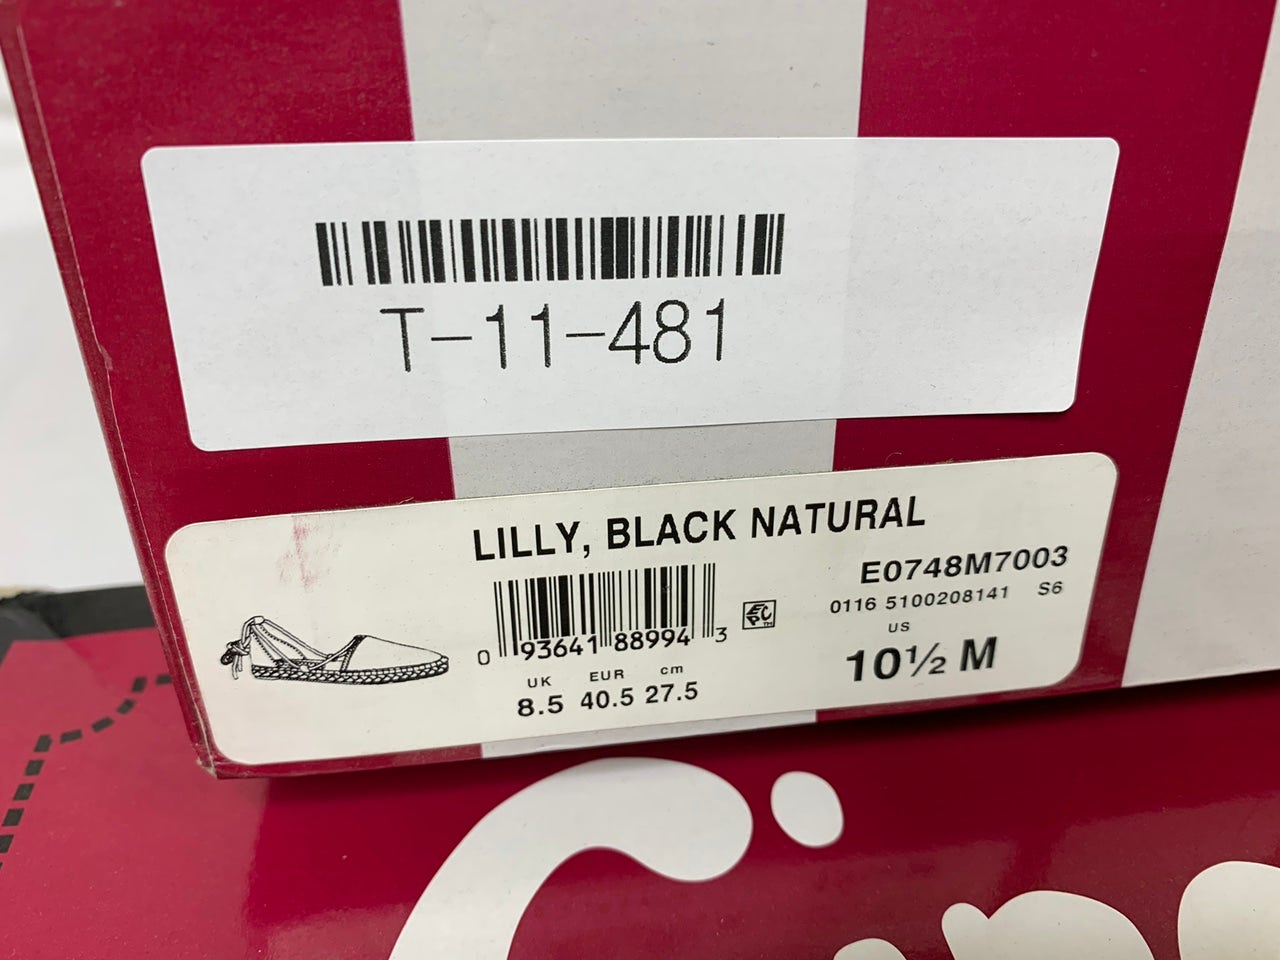 T-11-481
LILLY, BLACK NATURAL
E0748M7003
0116 5100208141 S6
US
10½ M
0 93641 88994 3
UK EUR cm
8.5 40.5 27.5